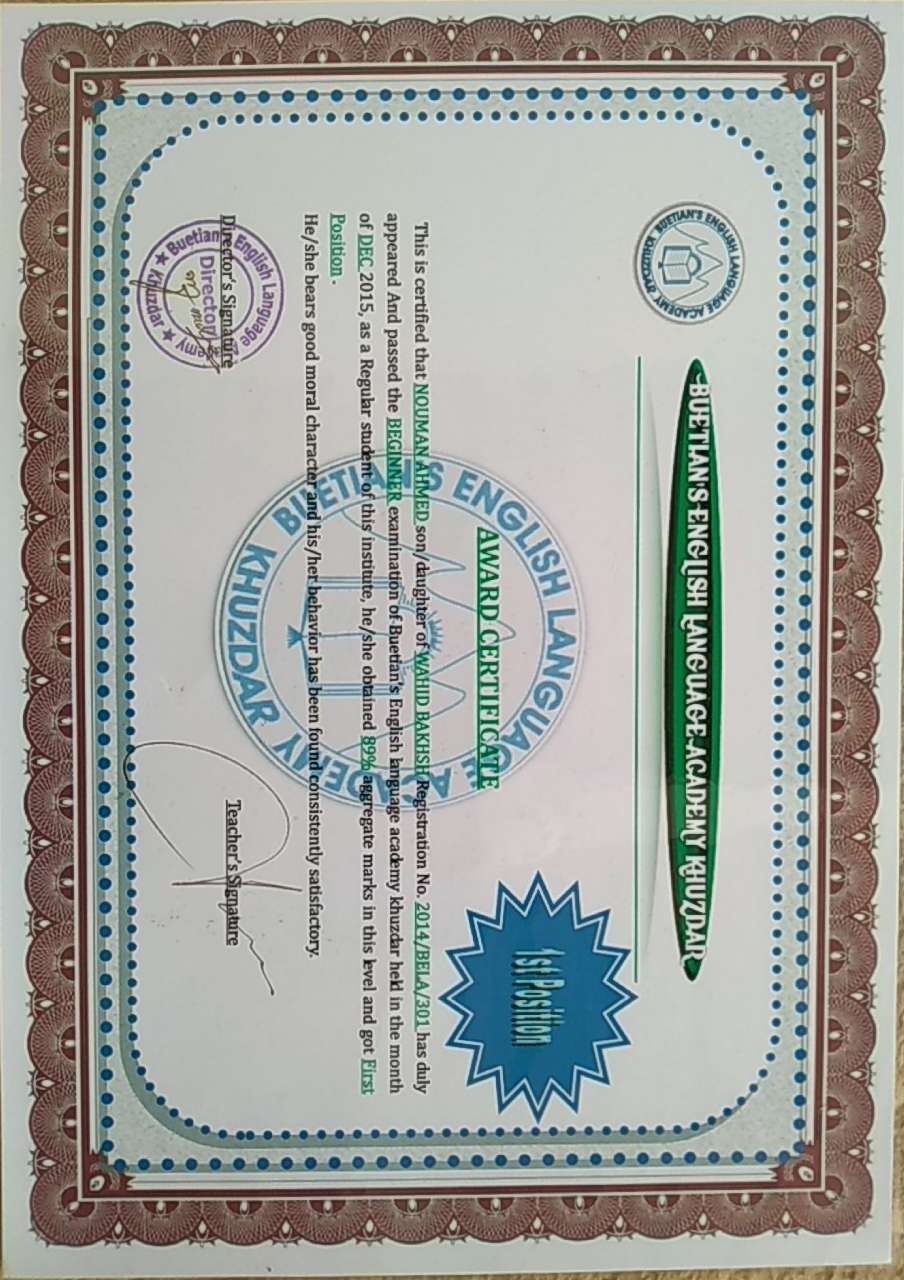 BUETIAN'S ENGLISH LANGUAGE ACADEMY KHUZDAR
BUETIAN'S ENGLISH LANGUAGE ACADEMY KHUZDAR
1st Position
AWARD CERTIFICATE
This is certified that NOUMAN AHMED son/daughter of WAHID BAKHSH Registration No. 2014/BELA/301 has duly
appeared And passed the BEGINNER examination of Buetian's English language academy khuzdar held in the month
of DEC 2015, as a Regular student of this institute, he/she obtained 89% aggregate marks in this level and got First
Position .
He/she bears good moral character and his/her behavior has been found consistently satisfactory.
BUETIAN'S ENGLISH LANGUAGE ACADEMY KHUZDAR
Director's Signature
Teacher's Signature
Buetian English Language
Director
Khuzdar